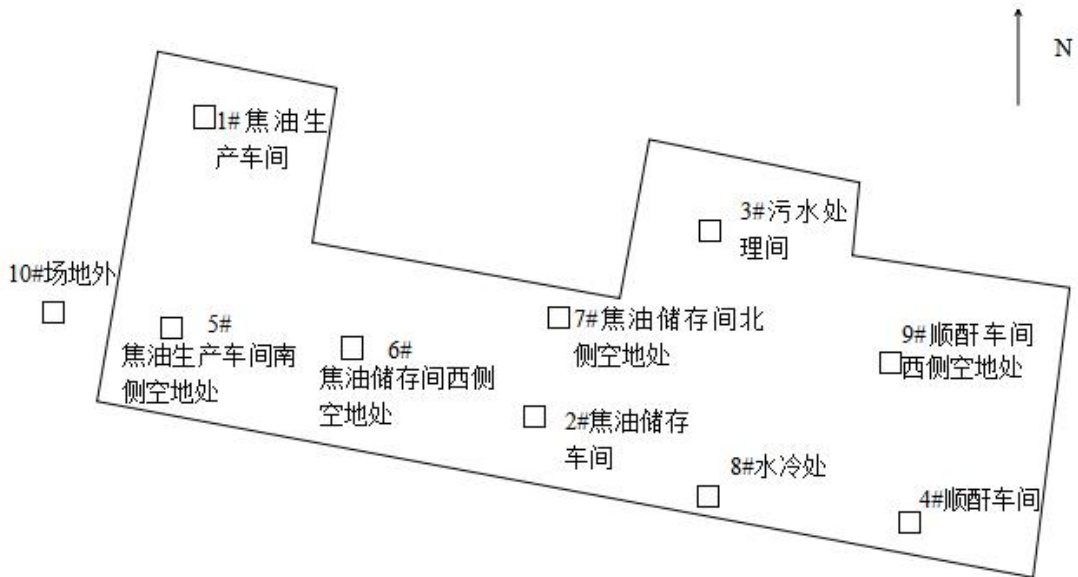 N
1#焦油生
产车间
3#污水处
理间
10#场地外
5#
焦油生产车间南
侧空地处
6#
焦油储存间西侧
空地处
7#焦油储存间北
侧空地处
9#顺酐车间
西侧空地处
2#焦油储存
车间
8#水冷处
4#顺酐车间